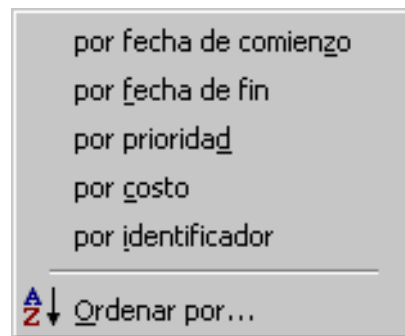 por fecha de comienzo
por fecha de fin
por prioridad
por costo
por identificador
A
Z
Ordenar por...